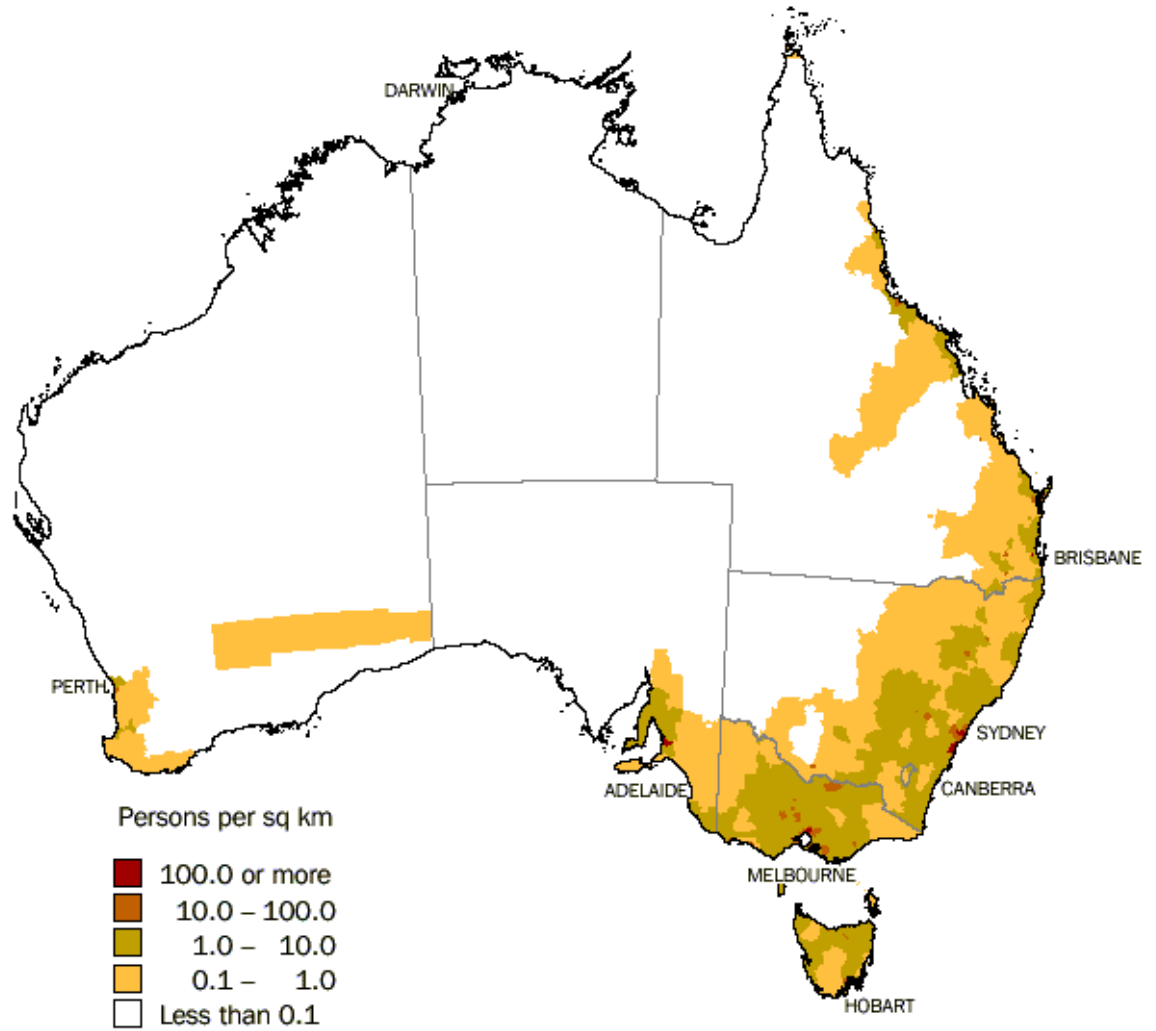 DARWIN
BRISBANE
PERTH
SYDNEY
ADELAIDE
CANBERRA
MELBOURNE
HOBART
Persons per sq km
100.0 or more
10.0 – 100.0
1.0 – 10.0
0.1 – 1.0
Less than 0.1